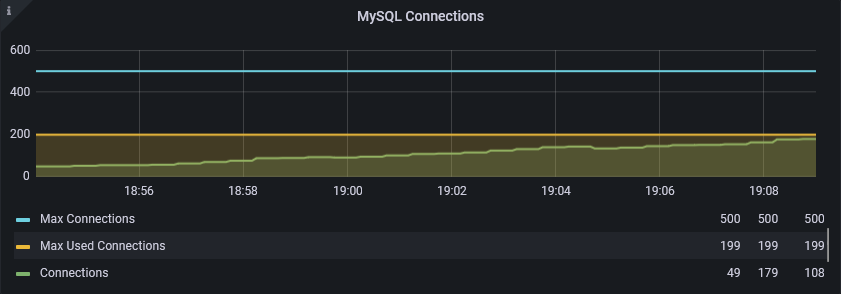 i
MySQL Connections
600
400
200
0
18:56 18:58 19:00 19:02 19:04 19:06 19:08
Max Connections 500 500 500
Max Used Connections 199 199 199
Connections 49 179 108